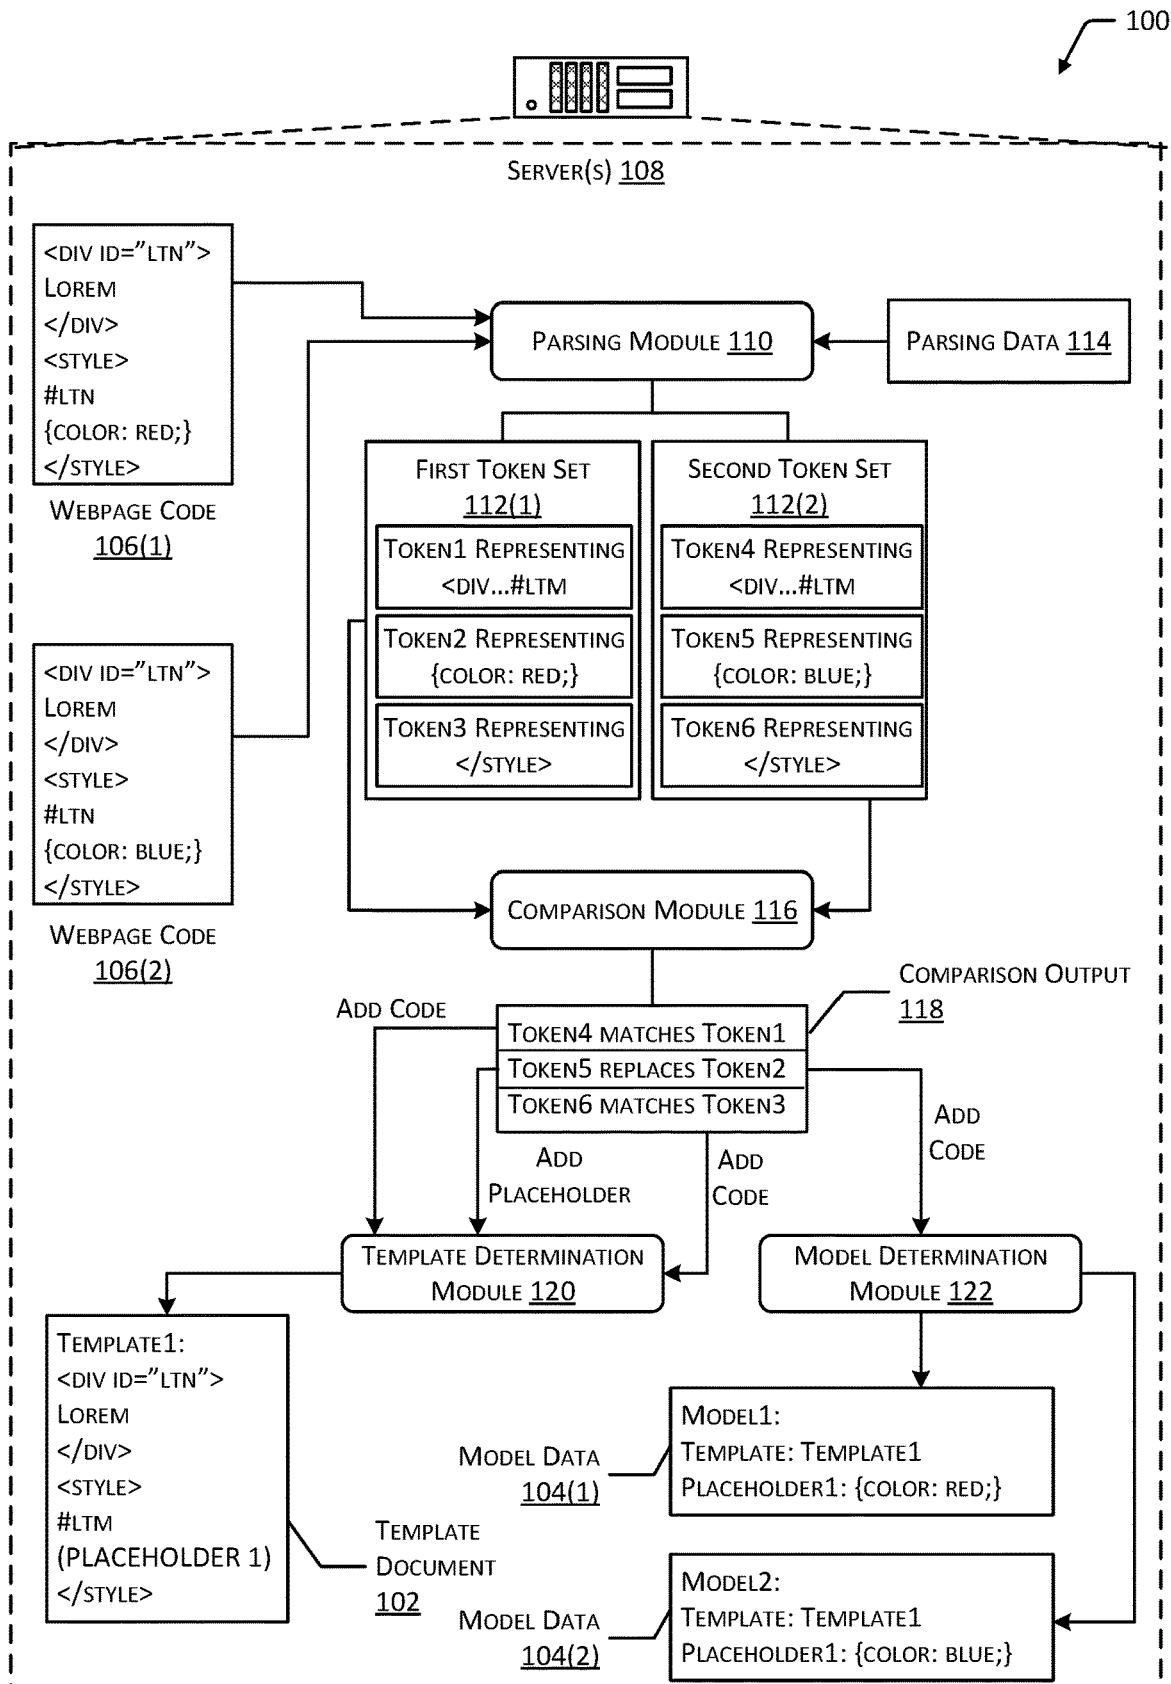 100
SERVER(S) 108
<DIV ID=”LTN”>
LOREM
</DIV>
<STYLE>
#LTN
{COLOR: RED;}
</STYLE>
WEBPAGE CODE
106(1)
PARSING MODULE 110
PARSING DATA 114
FIRST TOKEN SET
112(1)
TOKEN1 REPRESENTING
<DIV...#LTM
TOKEN2 REPRESENTING
{COLOR: RED;}
TOKEN3 REPRESENTING
</STYLE>
SECOND TOKEN SET
112(2)
TOKEN4 REPRESENTING
<DIV...#LTM
TOKEN5 REPRESENTING
{COLOR: BLUE;}
TOKEN6 REPRESENTING
</STYLE>
<DIV ID=”LTN”>
LOREM
</DIV>
<STYLE>
#LTN
{COLOR: BLUE;}
</STYLE>
WEBPAGE CODE
106(2)
COMPARISON MODULE 116
COMPARISON OUTPUT
118
ADD CODE
TOKEN4 MATCHES TOKEN1
TOKEN5 REPLACES TOKEN2
TOKEN6 MATCHES TOKEN3
ADD
PLACEHOLDER
ADD
CODE
ADD
CODE
TEMPLATE DETERMINATION
MODULE 120
MODEL DETERMINATION
MODULE 122
TEMPLATE1:
<DIV ID=”LTN”>
LOREM
</DIV>
<STYLE>
#LTM
(PLACEHOLDER 1)
</STYLE>
TEMPLATE
DOCUMENT
102
MODEL DATA
104(1)
MODEL1:
TEMPLATE: TEMPLATE1
PLACEHOLDER1: {COLOR: RED;}
MODEL DATA
104(2)
MODEL2:
TEMPLATE: TEMPLATE1
PLACEHOLDER1: {COLOR: BLUE;}